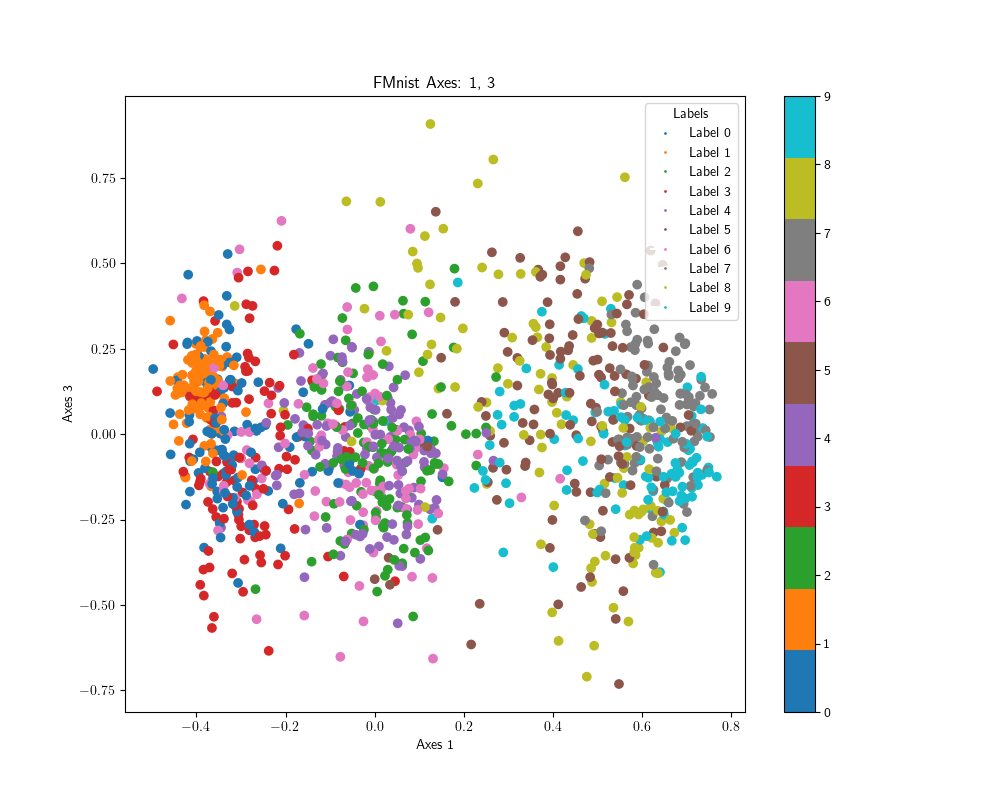 FMnist Axes: 1, 3
Labels
Label 0
Label 1
Label 2
Label 3
Label 4
Label 5
Label 6
Label 7
Label 8
Label 9
0.75
0.50
0.25
0.00
−0.25
−0.50
−0.75
Axes 3
−0.4
−0.2
0.0
0.2
0.4
0.6
0.8
Axes 1
9
8
7
6
5
4
3
2
1
0